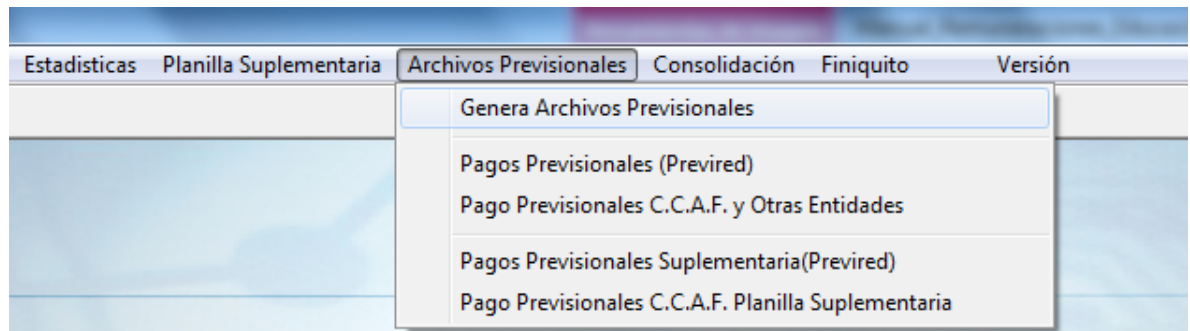 Estadisticas Planilla Suplementaria Archivos Previsionales Consolidación Finiquito Versión
Genera Archivos Previsionales
Pagos Previsionales (Previred)
Pago Previsionales C.C.A.F. y Otras Entidades
Pagos Previsionales Suplementaria(Previred)
Pago Previsionales C.C.A.F. Planilla Suplementaria